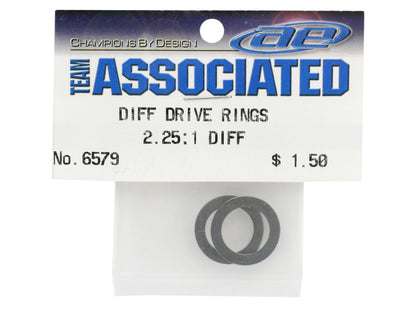 CHAMPIONS BY DESIGN
ae
TEAM
ASSOCIATED
DIFF DRIVE RINGS
2.25:1 DIFF
No.6579 $ 1.50